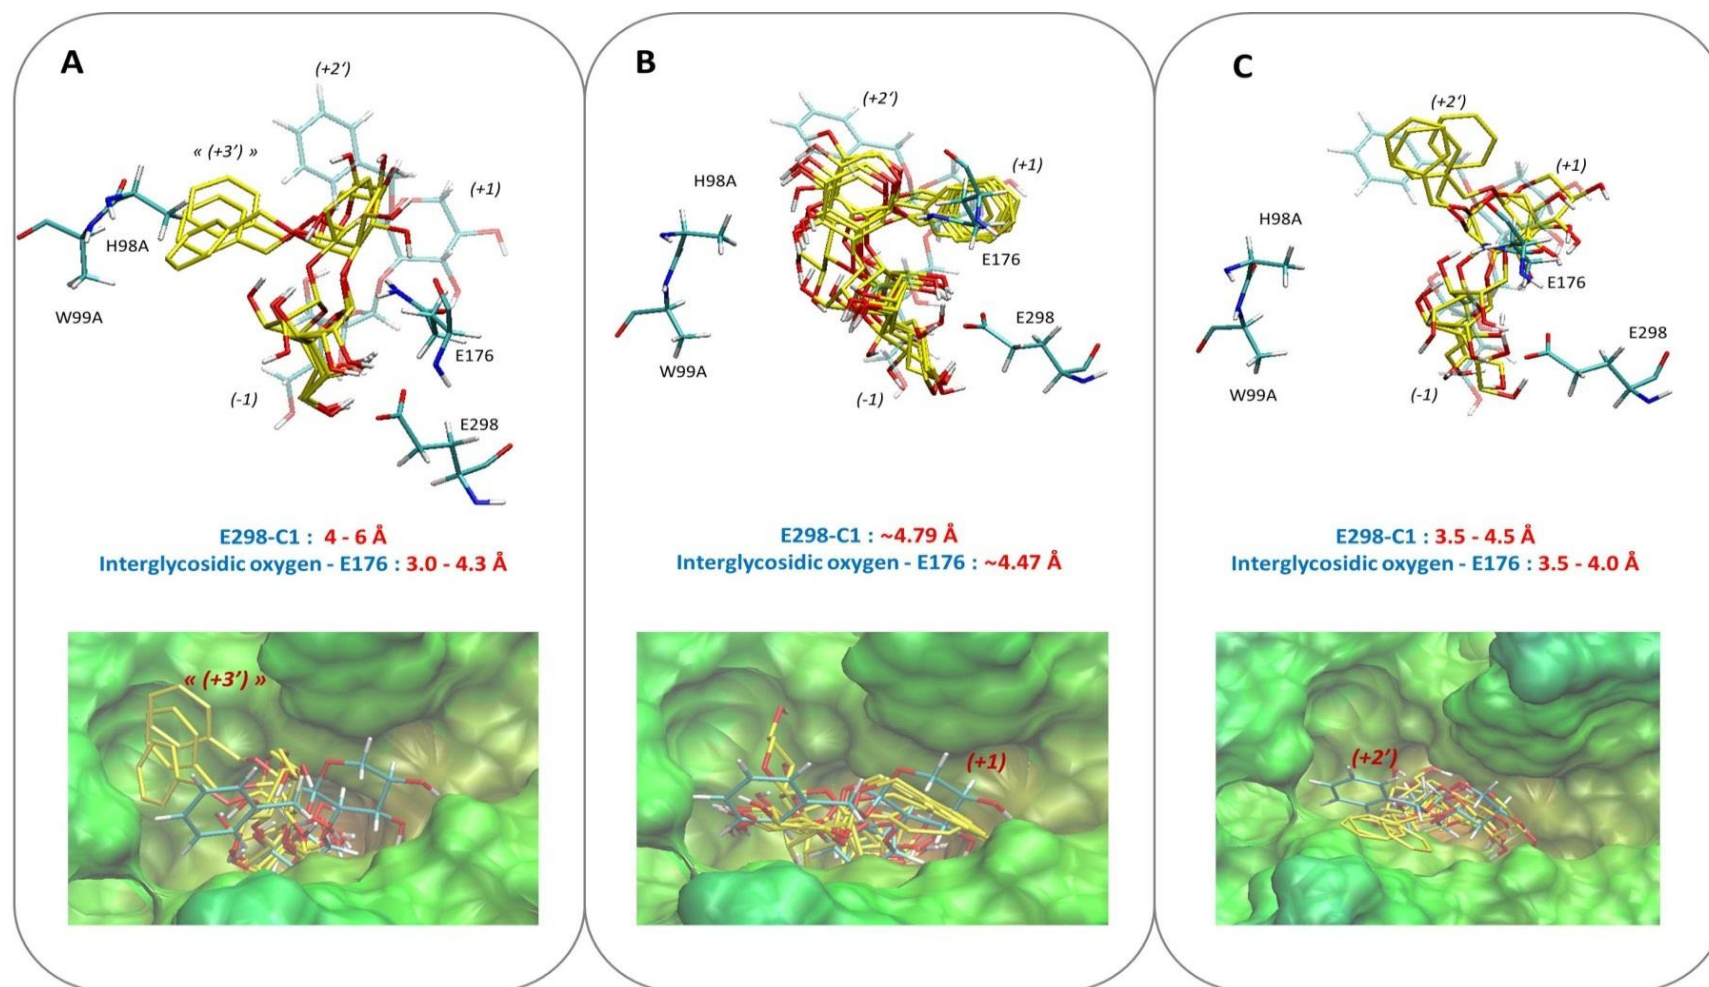 A
(+2')
« (+3') »
(+1)
H98A
W99A
E176
(-1)
E298
E298-C1 : 4 - 6 Å
Interglycosidic oxygen - E176 : 3.0 - 4.3 Å
« (+3') »
B
(+2')
(+1)
H98A
E176
E298
W99A
(-1)
E298-C1 : ~4.79 Å
Interglycosidic oxygen - E176 : ~4.47 Å
(+1)
C
(+2')
(+1)
H98A
E176
E298
W99A
(-1)
E298-C1 : 3.5 - 4.5 Å
Interglycosidic oxygen - E176 : 3.5 - 4.0 Å
(+2')